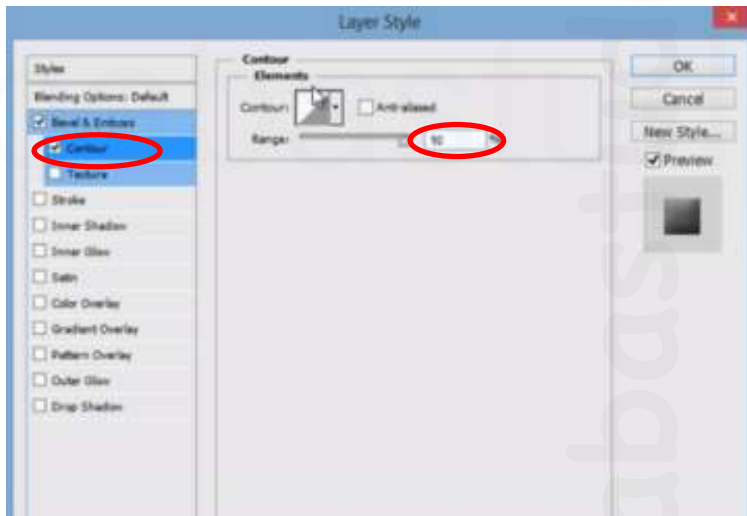 Layer Style
Styles
Blending Options: Default
Bevel & Emboss
Contour
Texture
Stroke
Inner Shadow
Inner Glow
Satin
Color Overlay
Gradient Overlay
Pattern Overlay
Outer Glow
Drop Shadow
Contour
Elements
Contour:
Anti-aliased
Range:
%
OK
Cancel
New Style...
Preview